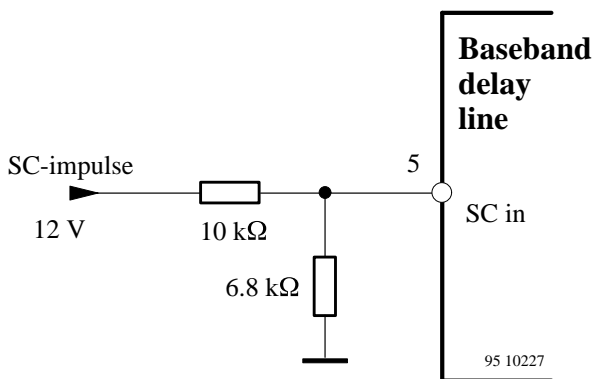 Baseband
delay
line
5
SC-impulse
12 V
10 kΩ
SC in
6.8 kΩ
95 10227